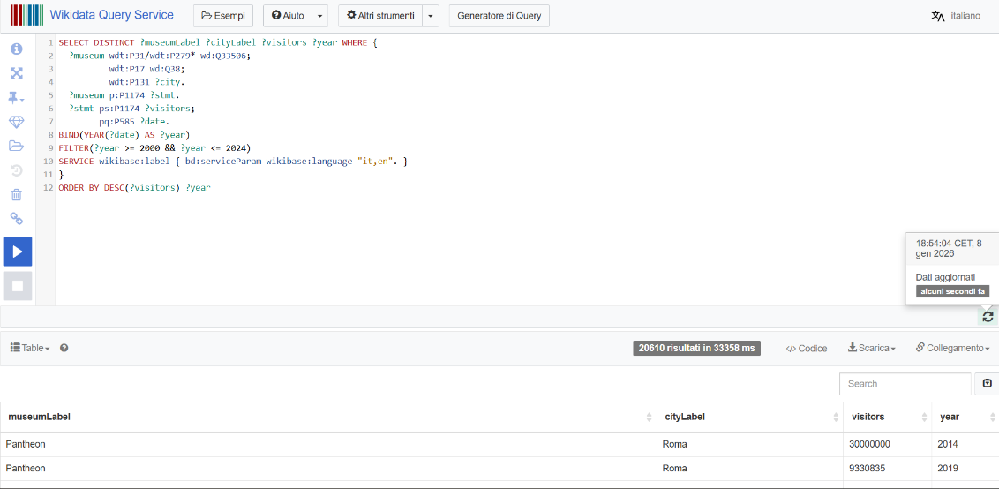 Wikidata Query Service
Esempi
Aiuto
Altri strumenti
Generatore di Query
italiano
1 SELECT DISTINCT ?museumLabel ?cityLabel ?visitors ?year WHERE {
2 ?museum wdt:P31/wdt:P279* wd:Q33506;
3 wdt:P17 wd:Q38;
4 wdt:P131 ?city.
5 ?museum p:P1174 ?stmt.
6 ?stmt ps:P1174 ?visitors;
7 pq:P585 ?date.
8 BIND(YEAR(?date) AS ?year)
9 FILTER(?year >= 2000 && ?year <= 2024)
10 SERVICE wikibase:label { bd:serviceParam wikibase:language "it,en". }
11 }
12 ORDER BY DESC(?visitors) ?year
18:54:04 CET, 8
gen 2026
Dati aggiornati
alcuni secondi fa
Table
20610 risultati in 33358 ms
</> Codice
Scarica
Collegamento
Search
museumLabel cityLabel visitors year
Pantheon Roma 30000000 2014
Pantheon Roma 9330835 2019